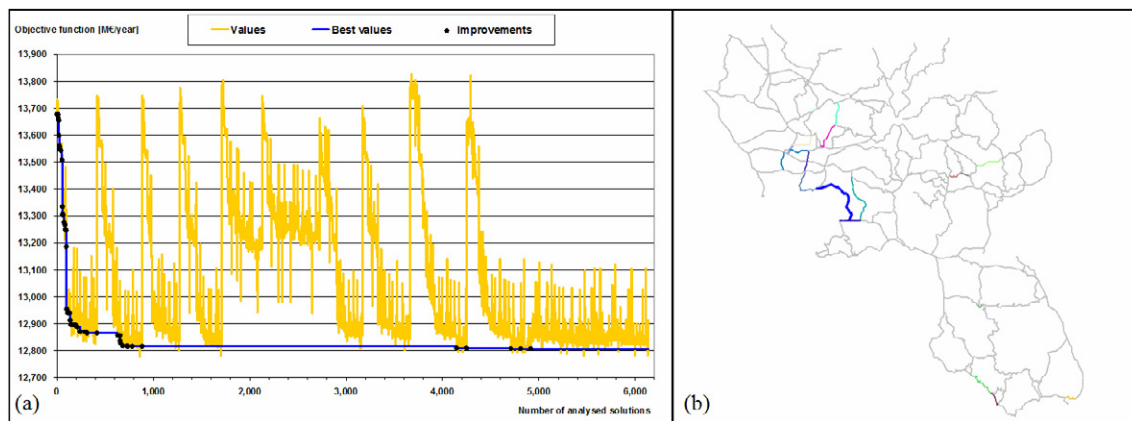 Objective function [M€/year]
Values
Best values
Improvements
13,900
13,800
13,700
13,600
13,500
13,400
13,300
13,200
13,100
13,000
12,900
12,800
12,700
0 1,000 2,000 3,000 4,000 5,000 6,000
Number of analysed solutions
(a)
(b)